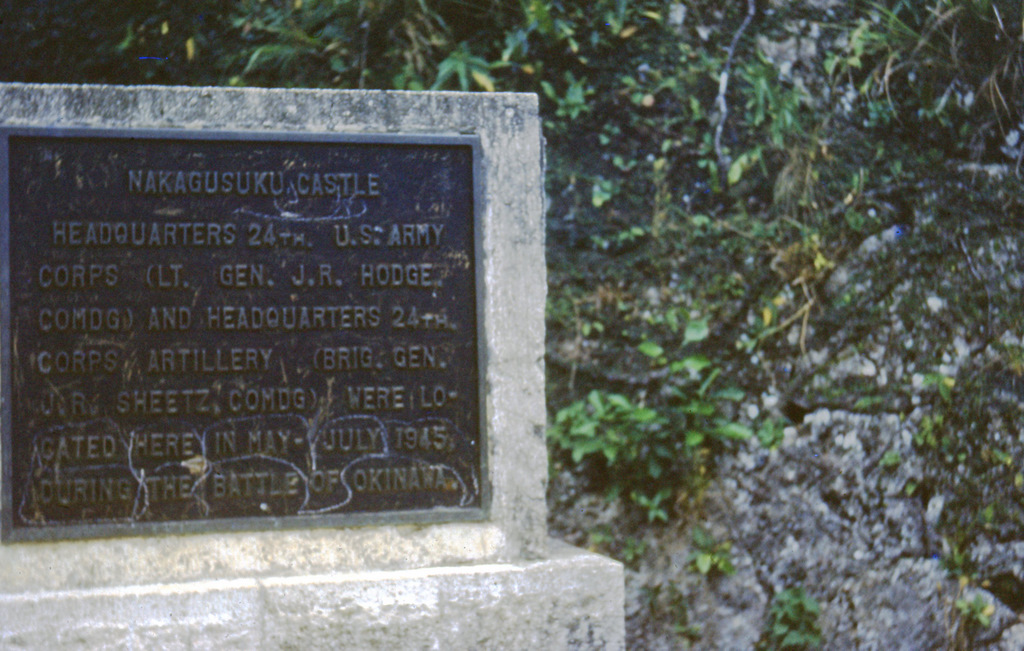 NAKAGUSUKU CASTLE
HEADQUARTERS 24TH. U.S. ARMY
CORPS (LT. GEN. J.R. HODGE,
COMDG) AND HEADQUARTERS 24TH.
CORPS ARTILLERY (BRIG. GEN.
J.R. SHEETZ, COMDG) WERE LO-
CATED HERE IN MAY - JULY 1945,
DURING THE BATTLE OF OKINAWA.